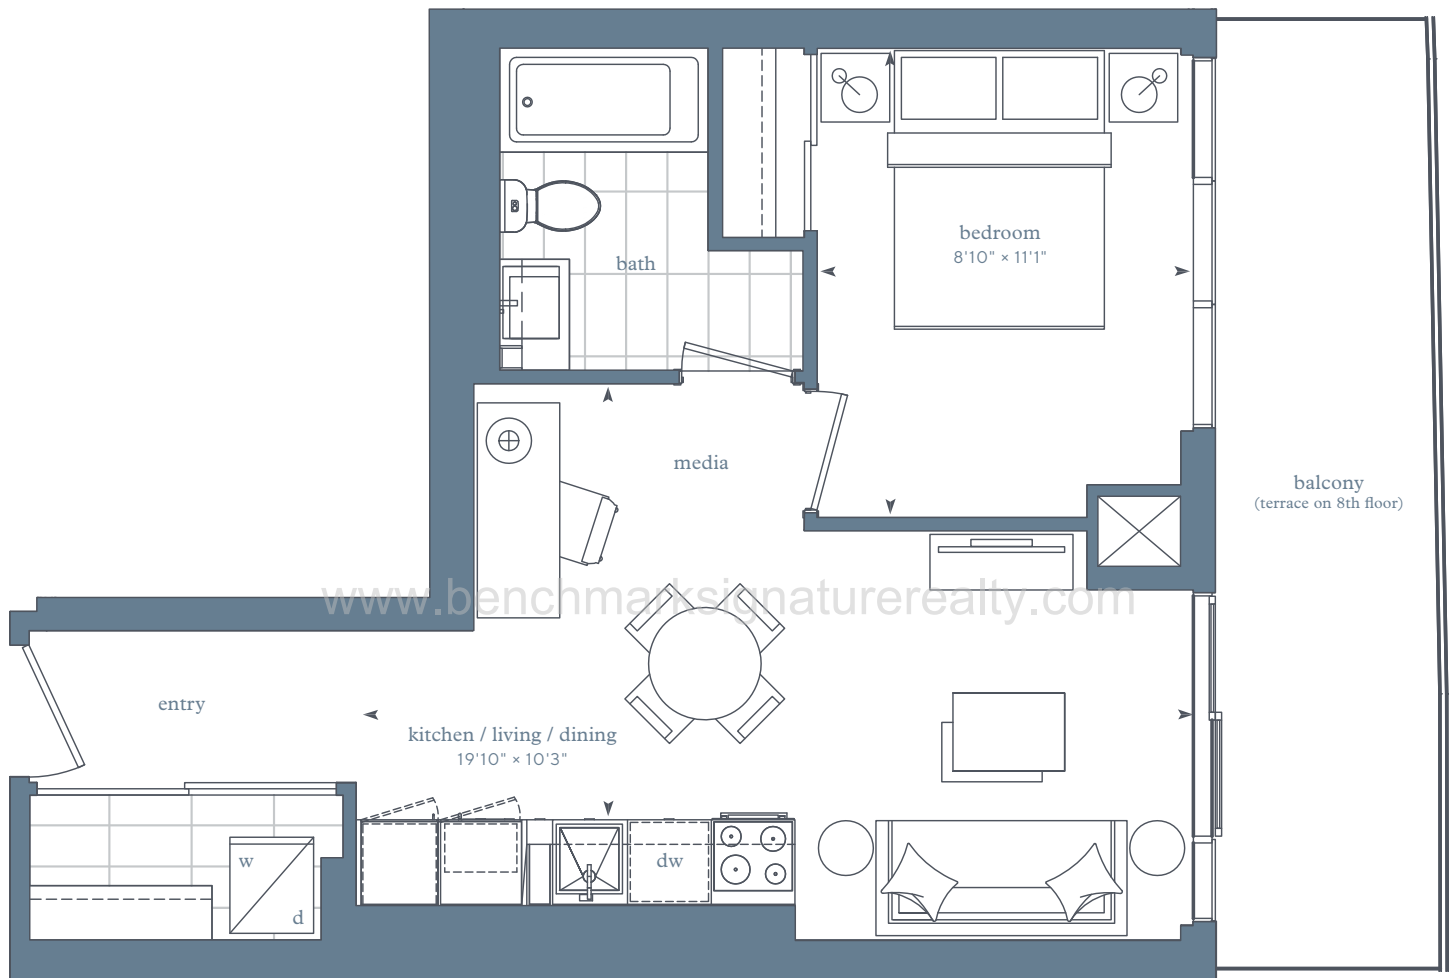 bath
bedroom
8'10" × 11'1"
media
balcony
(terrace on 8th floor)
www.benchmarksignaturerealty.com
entry
kitchen / living / dining
19'10" × 10'3"
w
d
dw